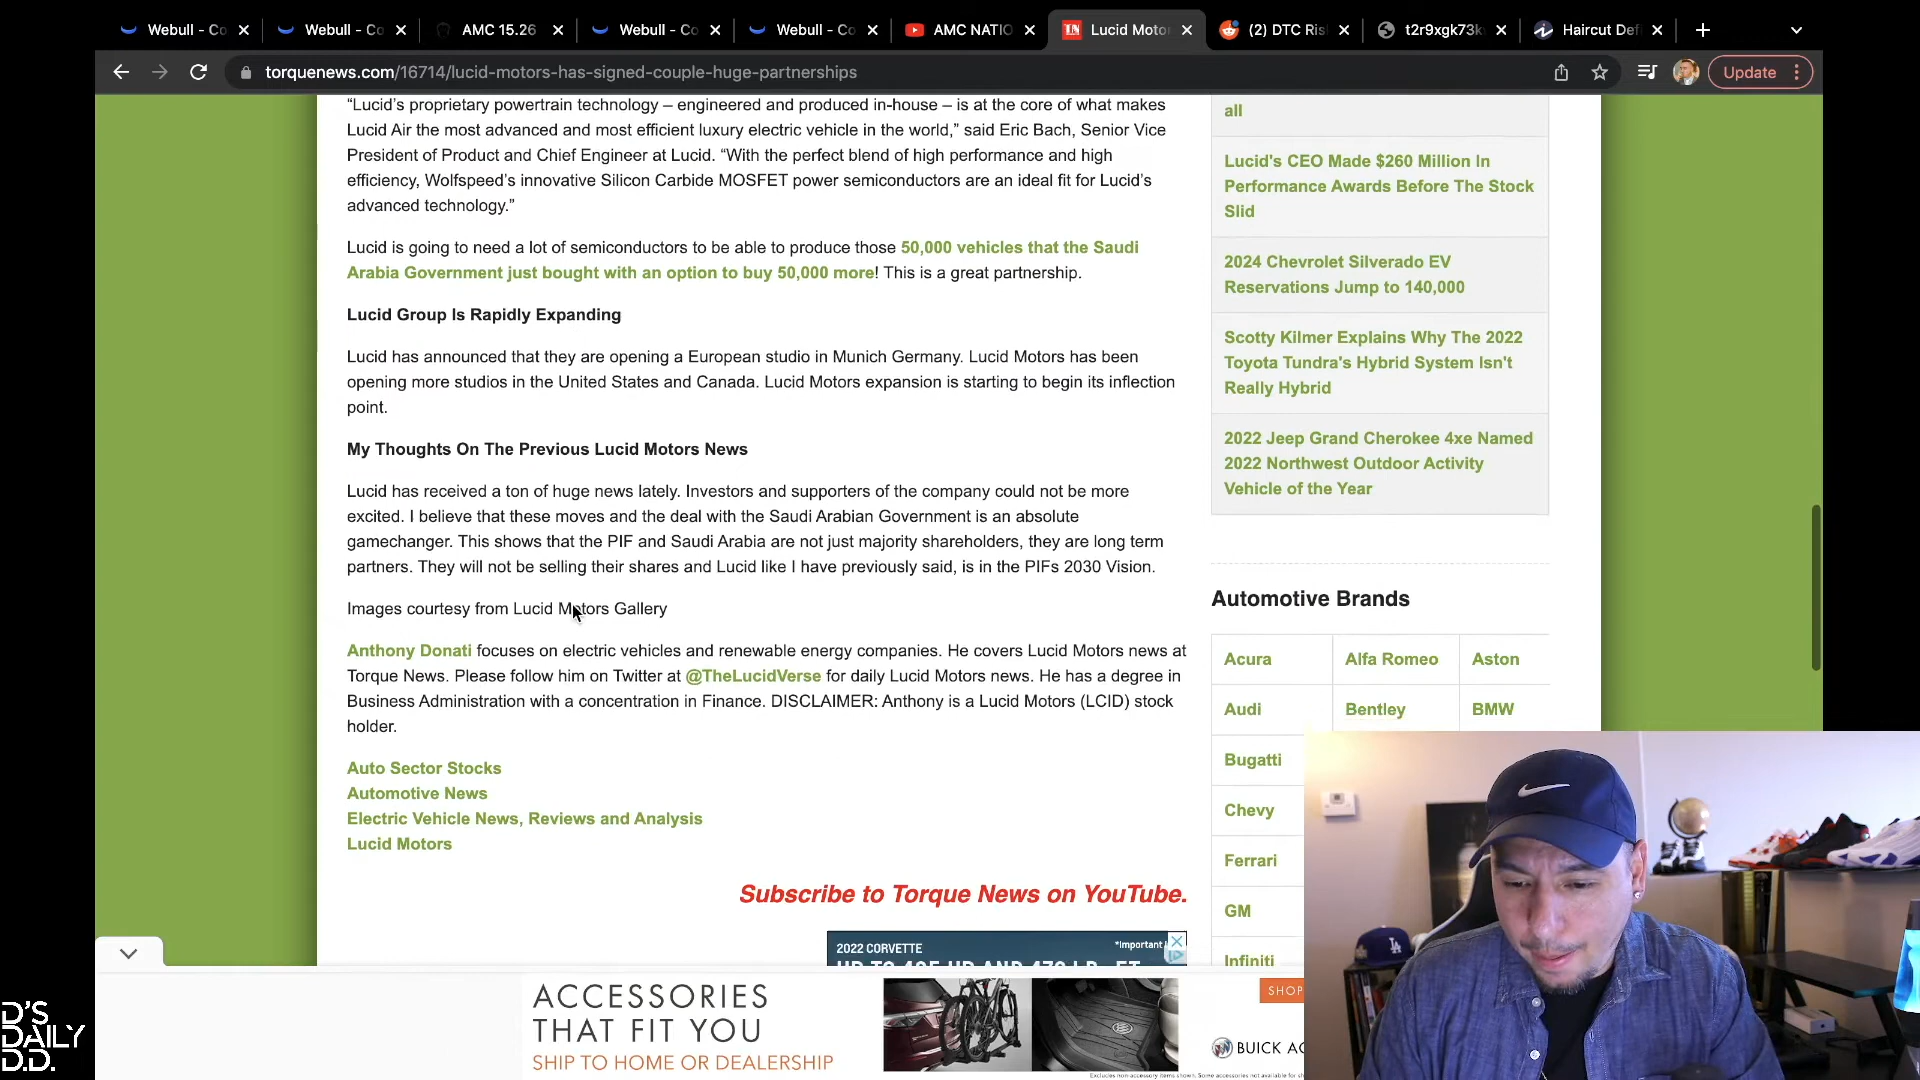 Webull - Co
Webull - Co
AMC 15.26
Webull - Co
Webull - Co
AMC NATIO
Lucid Moto
(2) DTC Ris
t2r9xgk73k
Haircut Def
torquenews.com/16714/lucid-motors-has-signed-couple-huge-partnerships
Update
“Lucid’s proprietary powertrain technology – engineered and produced in-house – is at the core of what makes
Lucid Air the most advanced and most efficient luxury electric vehicle in the world,” said Eric Bach, Senior Vice
President of Product and Chief Engineer at Lucid. “With the perfect blend of high performance and high
efficiency, Wolfspeed’s innovative Silicon Carbide MOSFET power semiconductors are an ideal fit for Lucid’s
advanced technology.”
Lucid is going to need a lot of semiconductors to be able to produce those 50,000 vehicles that the Saudi
Arabia Government just bought with an option to buy 50,000 more! This is a great partnership.
Lucid Group Is Rapidly Expanding
Lucid has announced that they are opening a European studio in Munich Germany. Lucid Motors has been
opening more studios in the United States and Canada. Lucid Motors expansion is starting to begin its inflection
point.
My Thoughts On The Previous Lucid Motors News
Lucid has received a ton of huge news lately. Investors and supporters of the company could not be more
excited. I believe that these moves and the deal with the Saudi Arabian Government is an absolute
gamechanger. This shows that the PIF and Saudi Arabia are not just majority shareholders, they are long term
partners. They will not be selling their shares and Lucid like I have previously said, is in the PIFs 2030 Vision.
Images courtesy from Lucid Motors Gallery
Anthony Donati focuses on electric vehicles and renewable energy companies. He covers Lucid Motors news at
Torque News. Please follow him on Twitter at @TheLucidVerse for daily Lucid Motors news. He has a degree in
Business Administration with a concentration in Finance. DISCLAIMER: Anthony is a Lucid Motors (LCID) stock
holder.
Auto Sector Stocks
Automotive News
Electric Vehicle News, Reviews and Analysis
Lucid Motors
Subscribe to Torque News on YouTube.
2022 CORVETTE
*Important
all
Lucid's CEO Made $260 Million In
Performance Awards Before The Stock
Slid
2024 Chevrolet Silverado EV
Reservations Jump to 140,000
Scotty Kilmer Explains Why The 2022
Toyota Tundra's Hybrid System Isn't
Really Hybrid
2022 Jeep Grand Cherokee 4xe Named
2022 Northwest Outdoor Activity
Vehicle of the Year
Automotive Brands
Acura
Alfa Romeo
Aston
Audi
Bentley
BMW
Bugatti
Chevy
Ferrari
GM
Infiniti
ACCESSORIES
THAT FIT YOU
SHIP TO HOME OR DEALERSHIP
SHOP
BUICK AC
D'S
DAILY
D.D.
LA